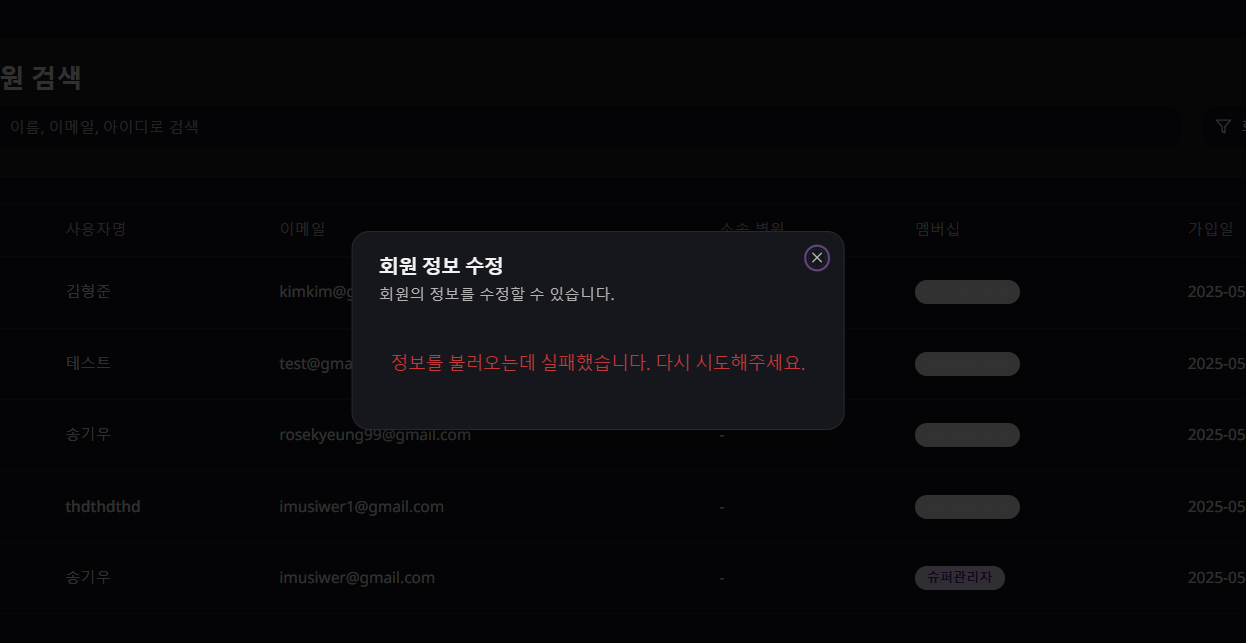 원 검색
이름, 이메일, 아이디로 검색
사용자명 이메일 소속 병원 멤버십 가입일
회원 정보 수정
회원의 정보를 수정할 수 있습니다.
김형준 kimkim@g 2025-05
정보를 불러오는데 실패했습니다. 다시 시도해주세요.
테스트 test@gma 2025-05
송기우 rosekyeung99@gmail.com - 2025-05
thdthdthd imusiwer1@gmail.com - 2025-05
송기우 imusiwer@gmail.com - 슈퍼관리자 2025-05